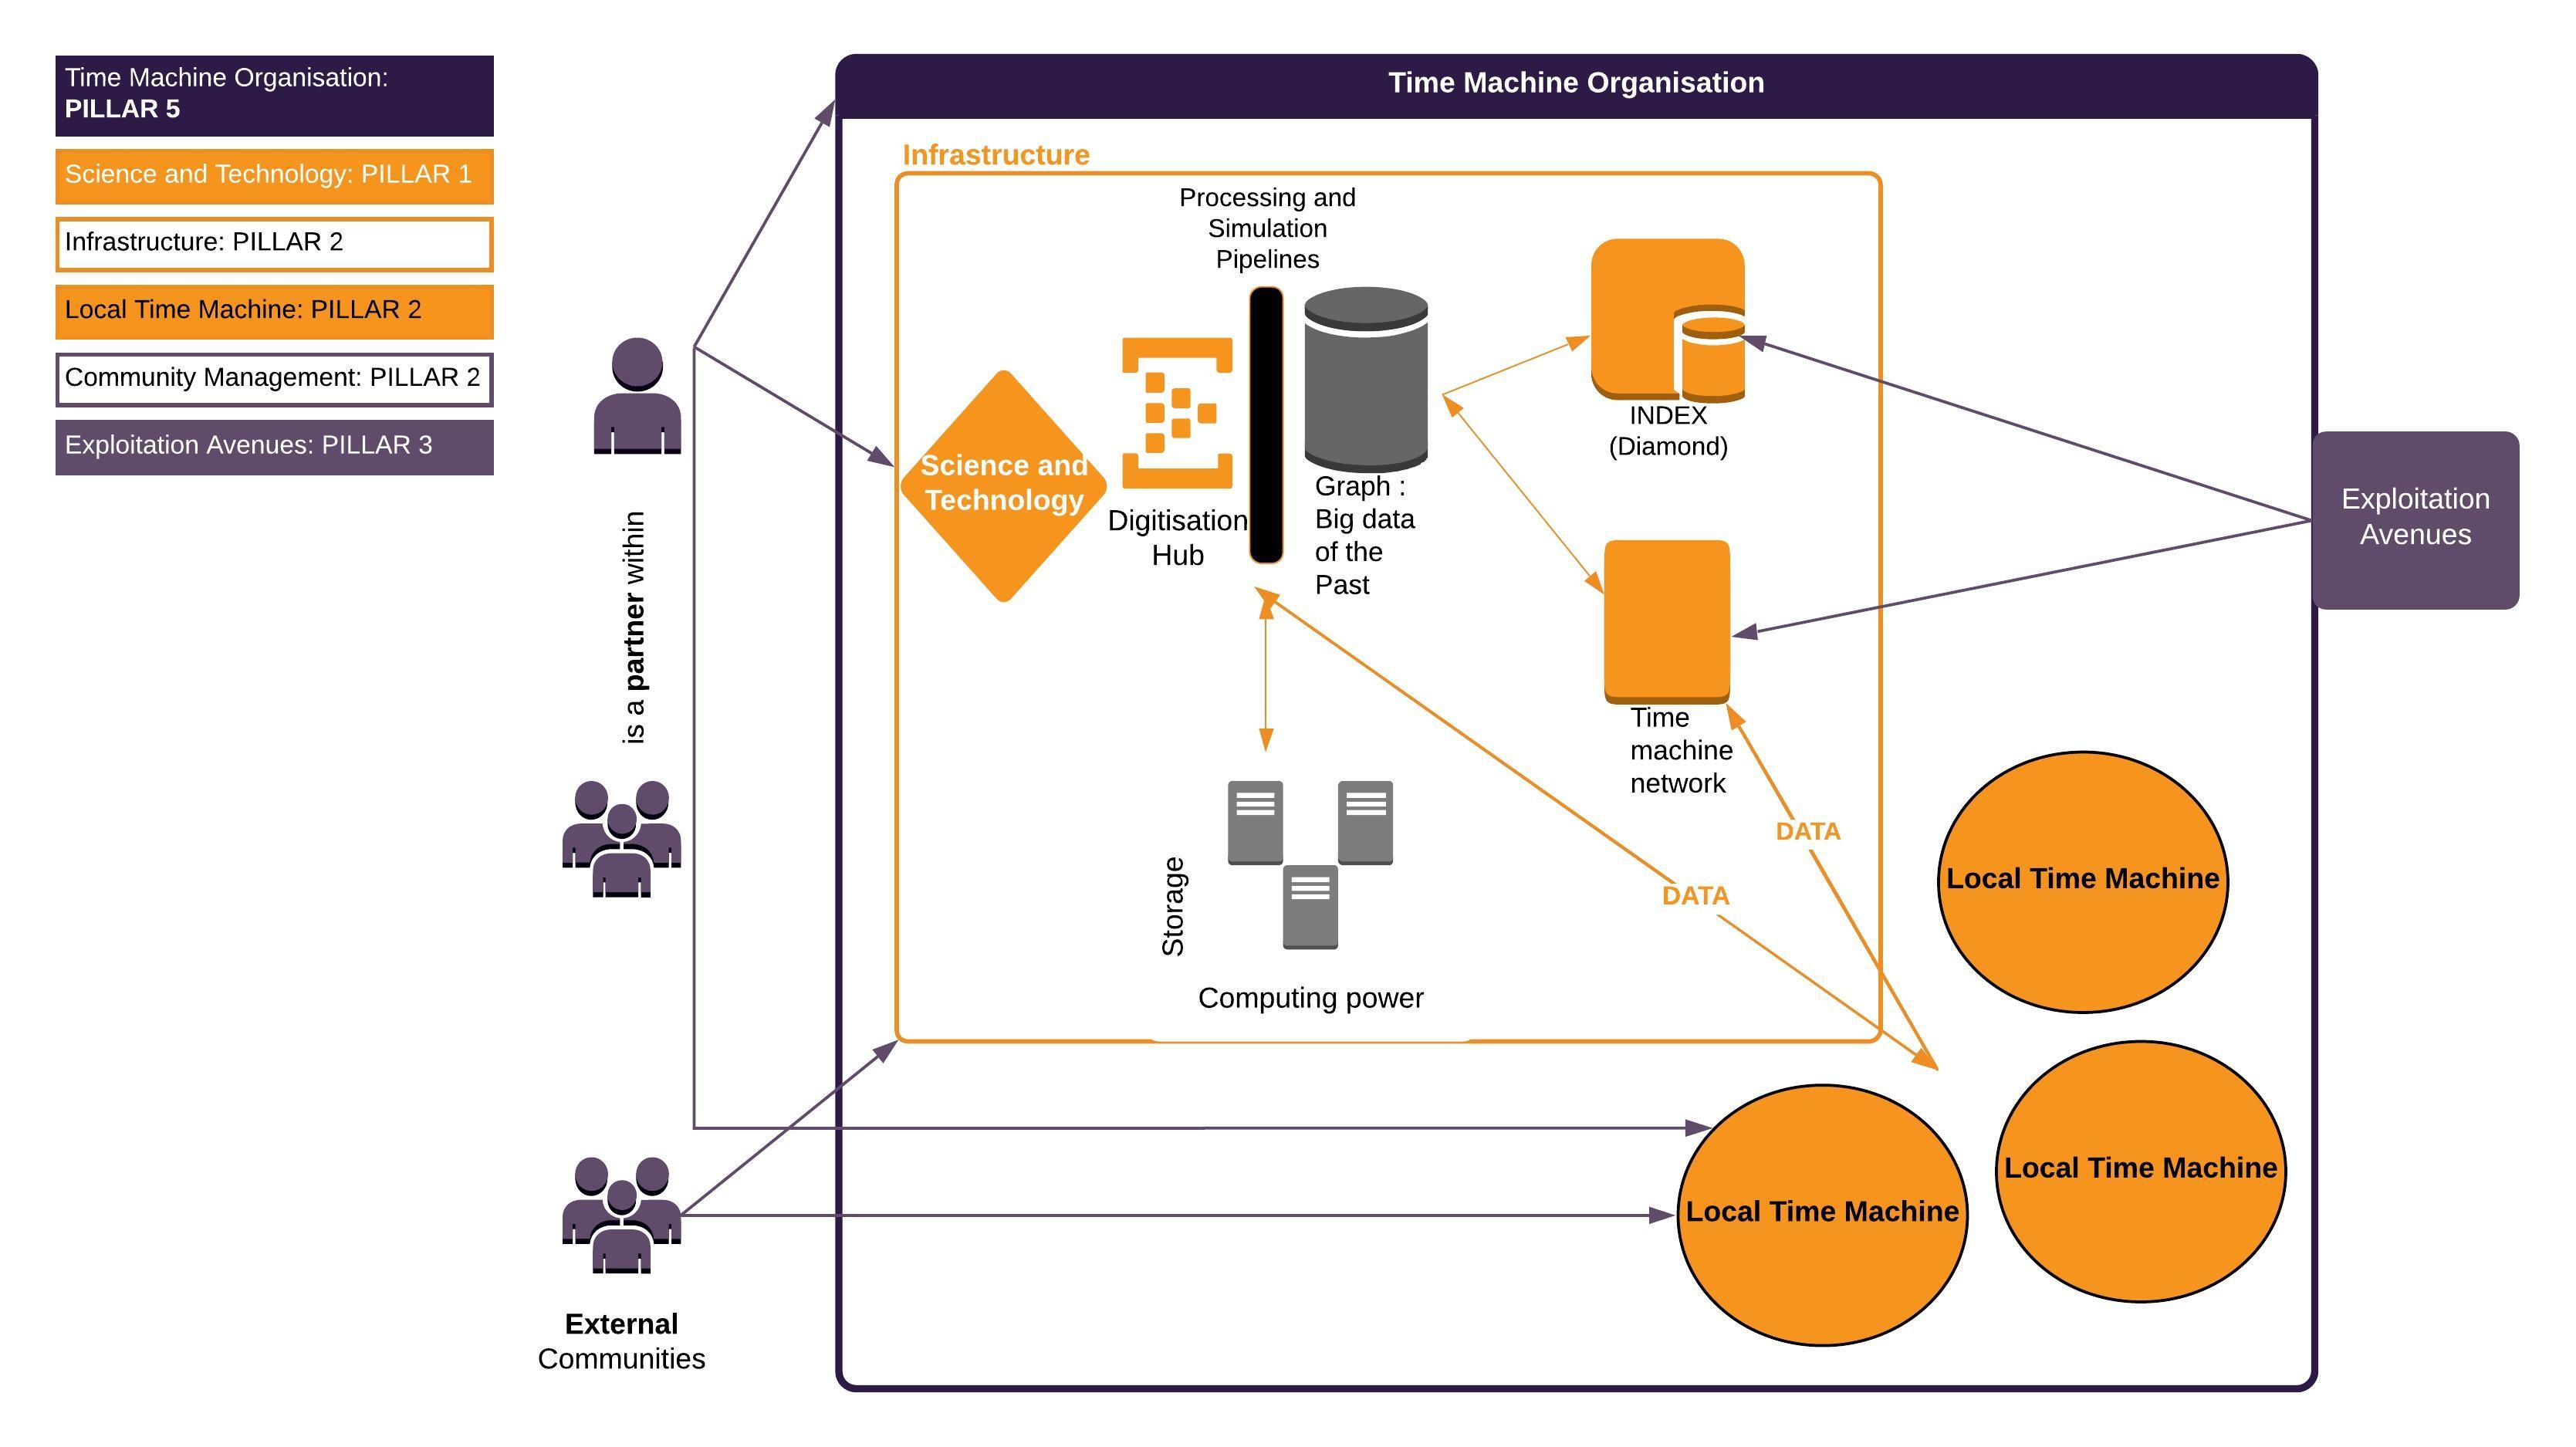 Time Machine Organisation:
PILLAR 5
Science and Technology: PILLAR 1
Infrastructure: PILLAR 2
Local Time Machine: PILLAR 2
Community Management: PILLAR 2
Exploitation Avenues: PILLAR 3
is a partner within
External
Communities
Time Machine Organisation
Infrastructure
Processing and
Simulation
Pipelines
Science and
Technology
Digitisation
Hub
Graph :
Big data
of the
Past
INDEX
(Diamond)
Time
machine
network
Storage
Computing power
DATA
DATA
Local Time Machine
Local Time Machine
Local Time Machine
Exploitation
Avenues